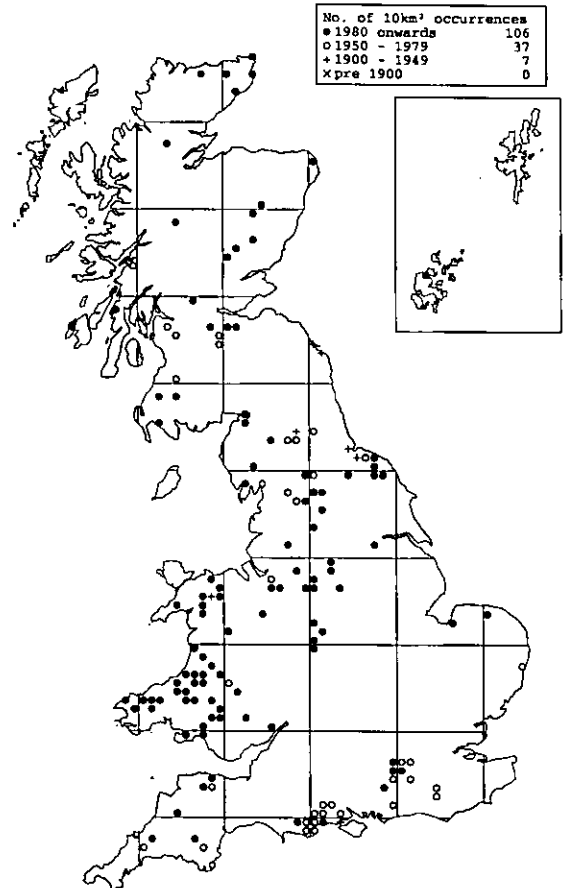 No. of 10km² occurrences
● 1980 onwards 106
○ 1950 - 1979 37
+ 1900 - 1949 7
× pre 1900 0